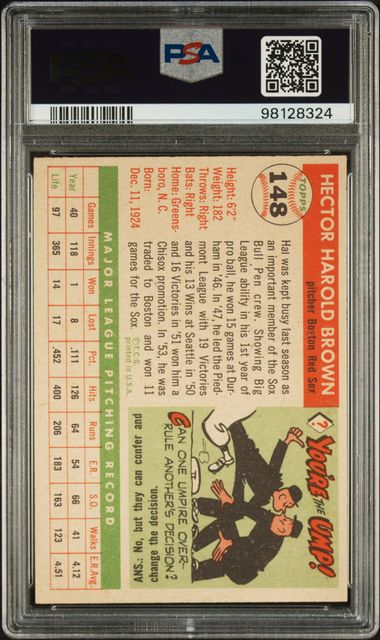 PSA
98128324
TOPPS
148
HECTOR HAROLD BROWN
pitcher Boston Red Sox
Height: 6'2"
Weight: 182
Throws: Right
Bats: Right
Home: Greens-
boro, N. C.
Born:
Dec. 11, 1924
Hal was kept busy last season as
an important member of the Sox
Bull Pen crew. Showing Big
League ability in his 1st year of
pro ball, he won 15 games at Dur-
ham in '46. In '47, he led the Pied-
mont League with 19 Victories
and his 13 Wins at Seattle in '50
and 16 Victories in '51 won him a
Chisox promotion. In '53, he was
traded to Boston and won 11
games for the Sox.
©T.C.G.
printed in U.S.A.
?
YOU'RE THE UMP!
CAN ONE UMPIRE OVER-
RULE ANOTHER'S DECISION?
ANS.: No, but they can confer and
change the decision.
MAJOR LEAGUE PITCHING RECORD
Games Innings Won Lost Pct. Hits Runs E.R. S.O. Walks E.R.Avg.
Year 40 118 1 8 .111 126 64 54 66 41 4.12
Life 97 365 14 17 .452 400 206 183 163 123 4.51